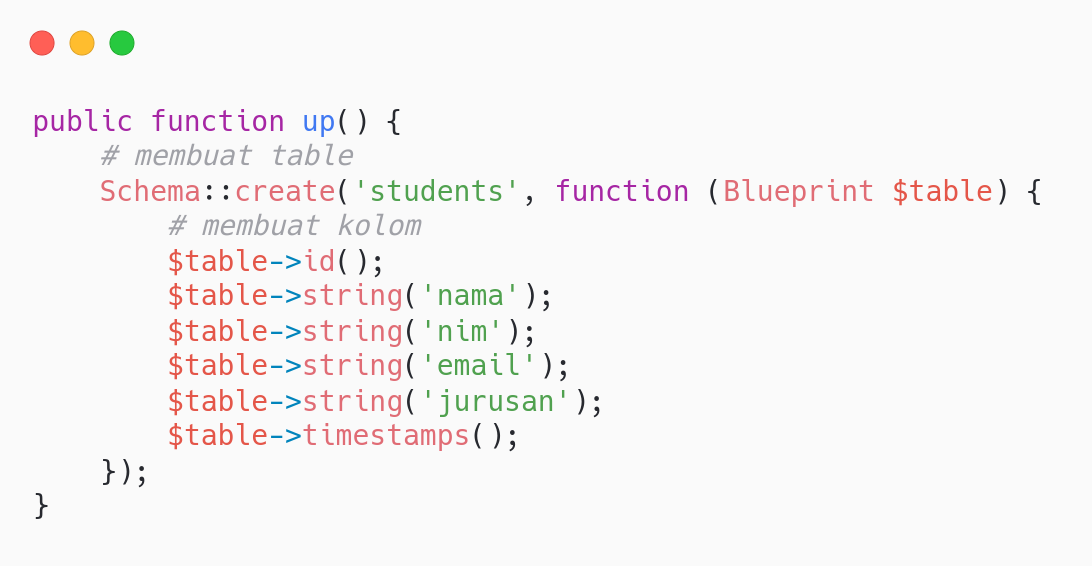 public function up() {
    # membuat table
    Schema::create('students', function (Blueprint $table) {
        # membuat kolom
        $table->id();
        $table->string('nama');
        $table->string('nim');
        $table->string('email');
        $table->string('jurusan');
        $table->timestamps();
    });
}